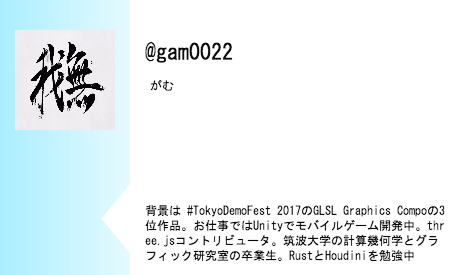 我無
@gam0022
がむ
背景は #TokyoDemoFest 2017のGLSL Graphics Compoの3
位作品。お仕事ではUnityでモバイルゲーム開発中。thr
ee.jsコントリビュータ。筑波大学の計算幾何学とグラ
フィック研究室の卒業生。RustとHoudiniを勉強中